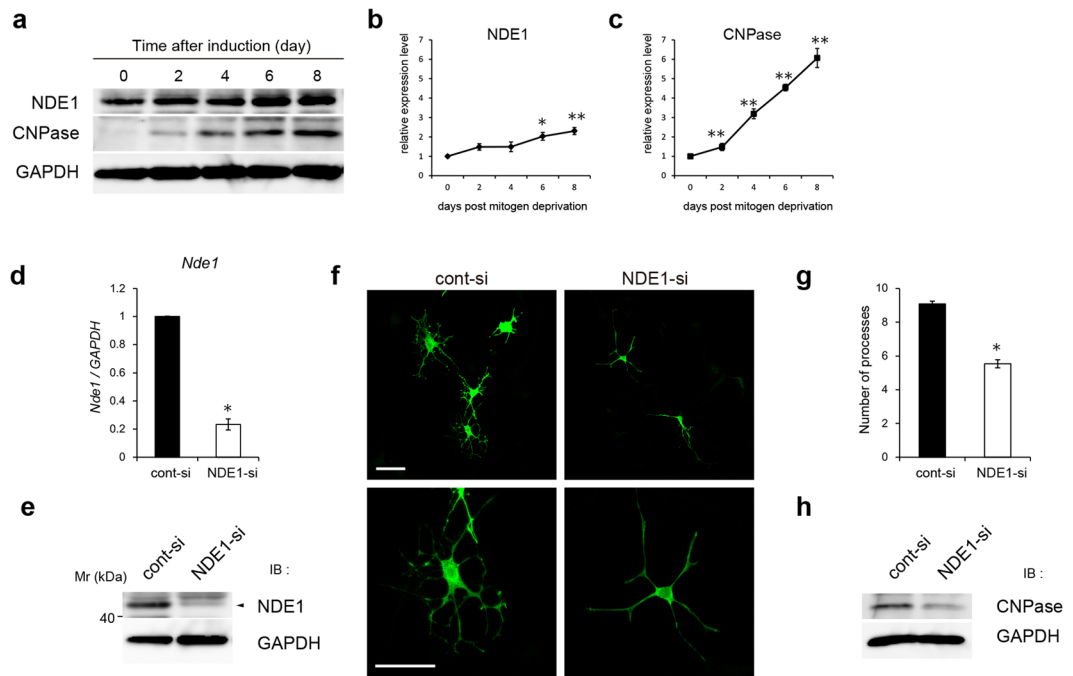 a
Time after induction (day)
0 2 4 6 8
NDE1
CNPase
GAPDH
b
NDE1
relative expression level
7
6
5
4
3
2
1
0
*
**
0 2 4 6 8
days post mitogen deprivation
c
CNPase
relative expression level
7
6
5
4
3
2
1
0
**
**
**
**
0 2 4 6 8
days post mitogen deprivation
d
Nde1
Nde1 / GAPDH
1.2
1
0.8
0.6
0.4
0.2
0
*
cont-si NDE1-si
e
cont-si
NDE1-si
Mr (kDa)
IB :
NDE1
40
GAPDH
f
cont-si NDE1-si
g
Number of processes
10
8
6
4
2
0
*
cont-si NDE1-si
h
cont-si
NDE1-si
IB :
CNPase
GAPDH